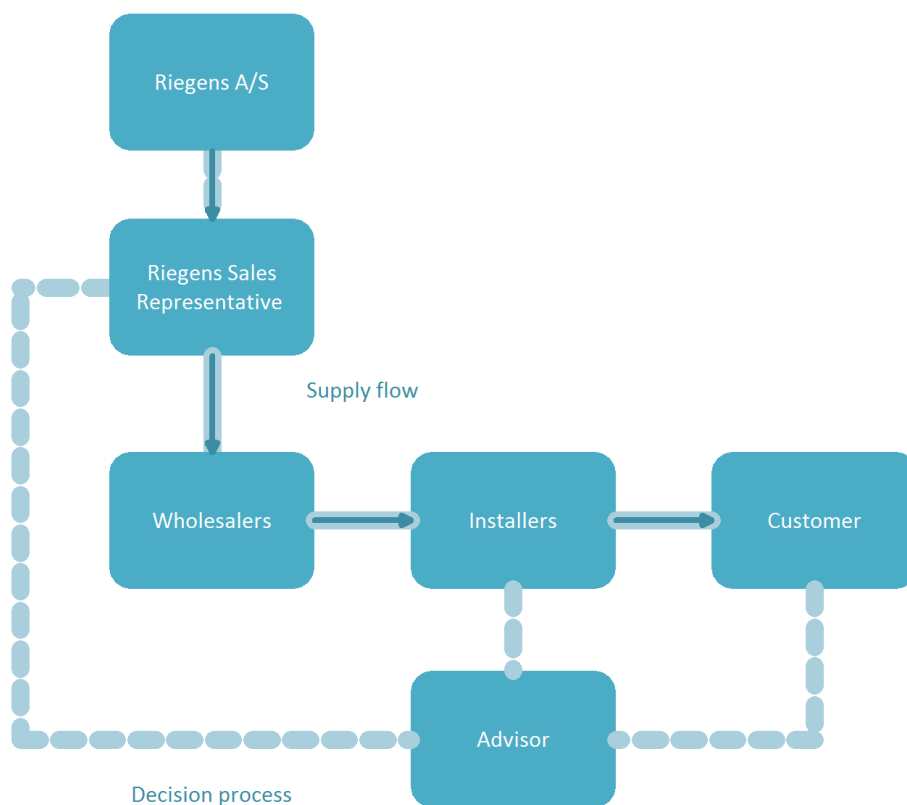 Riegens A/S
Riegens Sales
Representative
Supply flow
Wholesalers
Installers
Customer
Advisor
Decision process